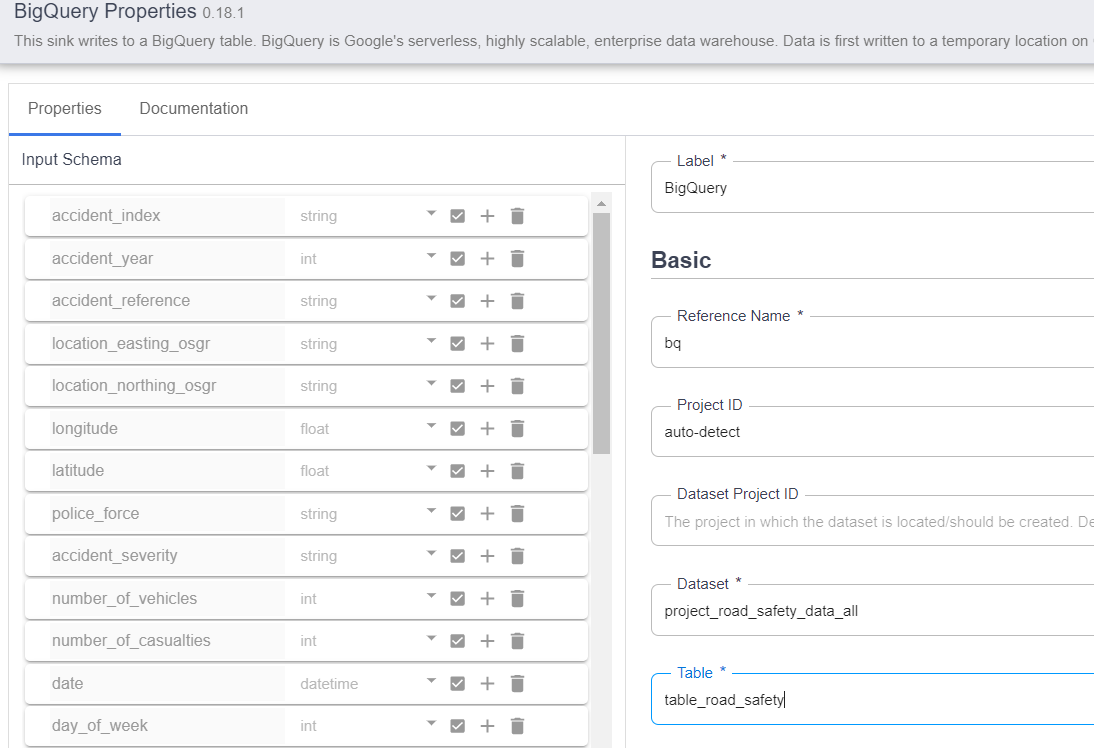 BigQuery Properties 0.18.1
This sink writes to a BigQuery table. BigQuery is Google's serverless, highly scalable, enterprise data warehouse. Data is first written to a temporary location on
Properties Documentation
Input Schema
accident_index string
accident_year int
accident_reference string
location_easting_osgr string
location_northing_osgr string
longitude float
latitude float
police_force string
accident_severity string
number_of_vehicles int
number_of_casualties int
date datetime
day_of_week int
Label *
BigQuery
Basic
Reference Name *
bq
Project ID
auto-detect
Dataset Project ID
The project in which the dataset is located/should be created. De
Dataset *
project_road_safety_data_all
Table *
table_road_safety